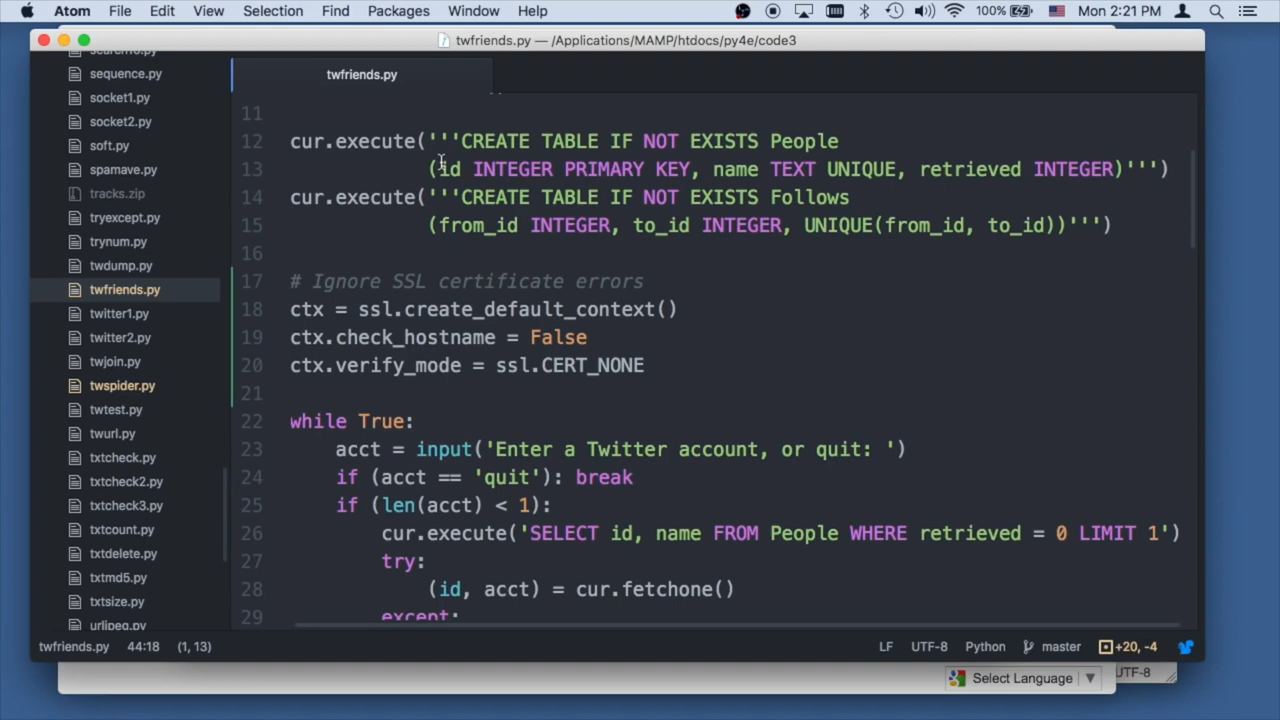 Atom File Edit View Selection Find Packages Window Help 100% Mon 2:21 PM
twfriends.py — /Applications/MAMP/htdocs/py4e/code3
sequence.py
socket1.py
socket2.py
soft.py
spamave.py
tracks.zip
tryexcept.py
trynum.py
twdump.py
twfriends.py
twitter1.py
twitter2.py
twjoin.py
twspider.py
twtest.py
twurl.py
txtcheck.py
txtcheck2.py
txtcheck3.py
txtcount.py
txtdelete.py
txtmd5.py
txtsize.py
urljpeg.py
twfriends.py
11
12 cur.execute('''CREATE TABLE IF NOT EXISTS People
13 (id INTEGER PRIMARY KEY, name TEXT UNIQUE, retrieved INTEGER)''')
14 cur.execute('''CREATE TABLE IF NOT EXISTS Follows
15 (from_id INTEGER, to_id INTEGER, UNIQUE(from_id, to_id))''')
16
17 # Ignore SSL certificate errors
18 ctx = ssl.create_default_context()
19 ctx.check_hostname = False
20 ctx.verify_mode = ssl.CERT_NONE
21
22 while True:
23 acct = input('Enter a Twitter account, or quit: ')
24 if (acct == 'quit'): break
25 if (len(acct) < 1):
26 cur.execute('SELECT id, name FROM People WHERE retrieved = 0 LIMIT 1')
27 try:
28 (id, acct) = cur.fetchone()
29 except:
twfriends.py 44:18 (1, 13) LF UTF-8 Python master +20, -4
Select Language ▼ UTF-8